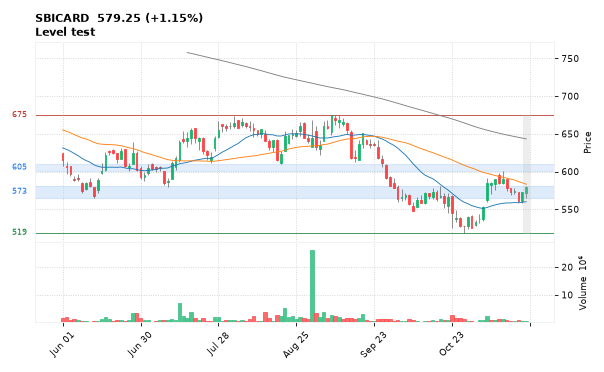 SBICARD 579.25 (+1.15%)
Level test
750
700
675
650
605
600
573
550
519
Price
20
10
Volume 10⁶
Jun 01
Jun 30
Jul 28
Aug 25
Sep 23
Oct 23